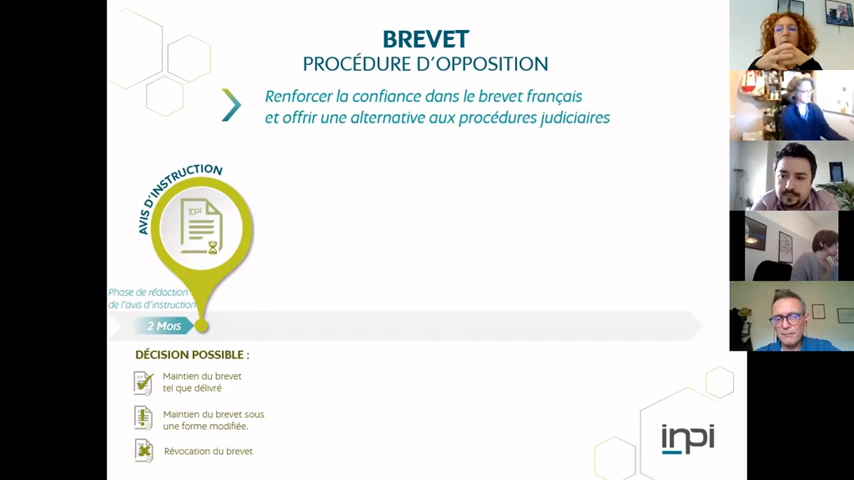 BREVET
PROCÉDURE D'OPPOSITION
Renforcer la confiance dans le brevet français
et offrir une alternative aux procédures judiciaires
AVIS D'INSTRUCTION
inpi
Phase de rédaction
de l'avis d'instruction
2 Mois
DÉCISION POSSIBLE :
Maintien du brevet
tel que délivré
Maintien du brevet sous
une forme modifiée.
Révocation du brevet
inpi